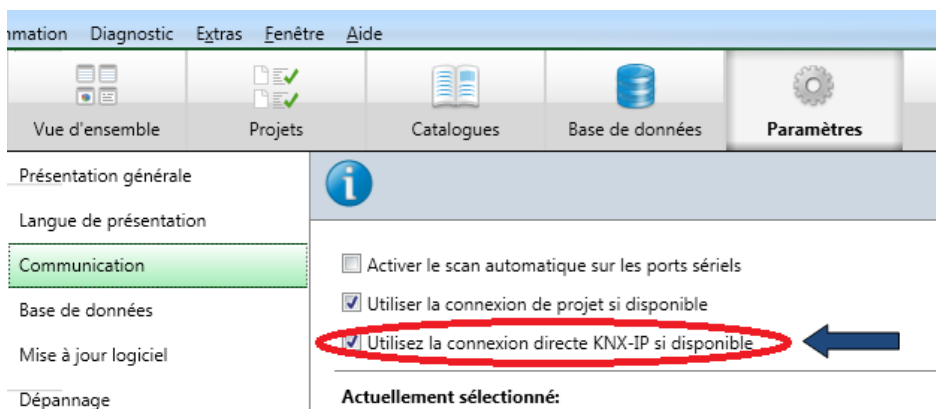 mmation Diagnostic Extras Fenêtre Aide
Vue d'ensemble Projets Catalogues Base de données Paramètres
Présentation générale
Langue de présentation
Communication
Base de données
Mise à jour logiciel
Dépannage
Activer le scan automatique sur les ports sériels
Utiliser la connexion de projet si disponible
Utilisez la connexion directe KNX-IP si disponible
Actuellement sélectionné: